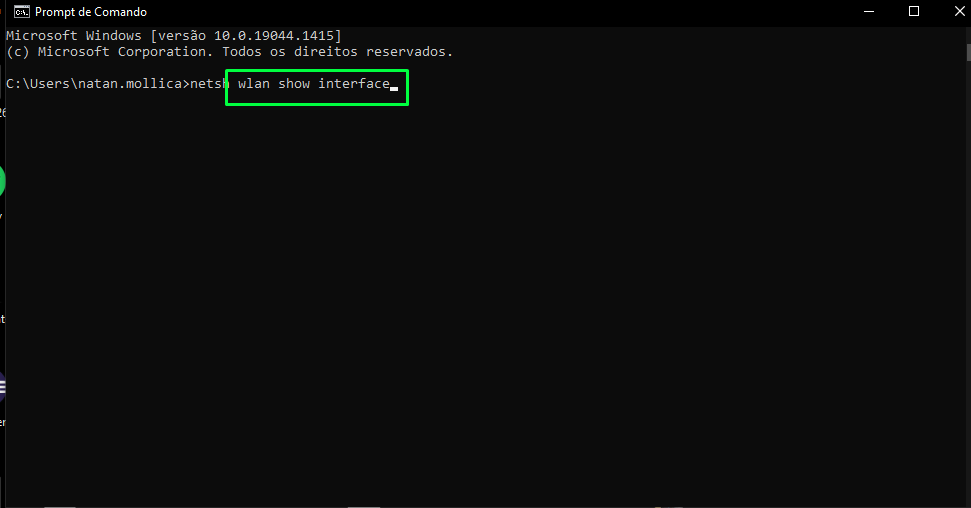 Prompt de Comando
Microsoft Windows [versão 10.0.19044.1415]
(c) Microsoft Corporation. Todos os direitos reservados.
C:\Users\natan.mollica>netsh wlan show interface